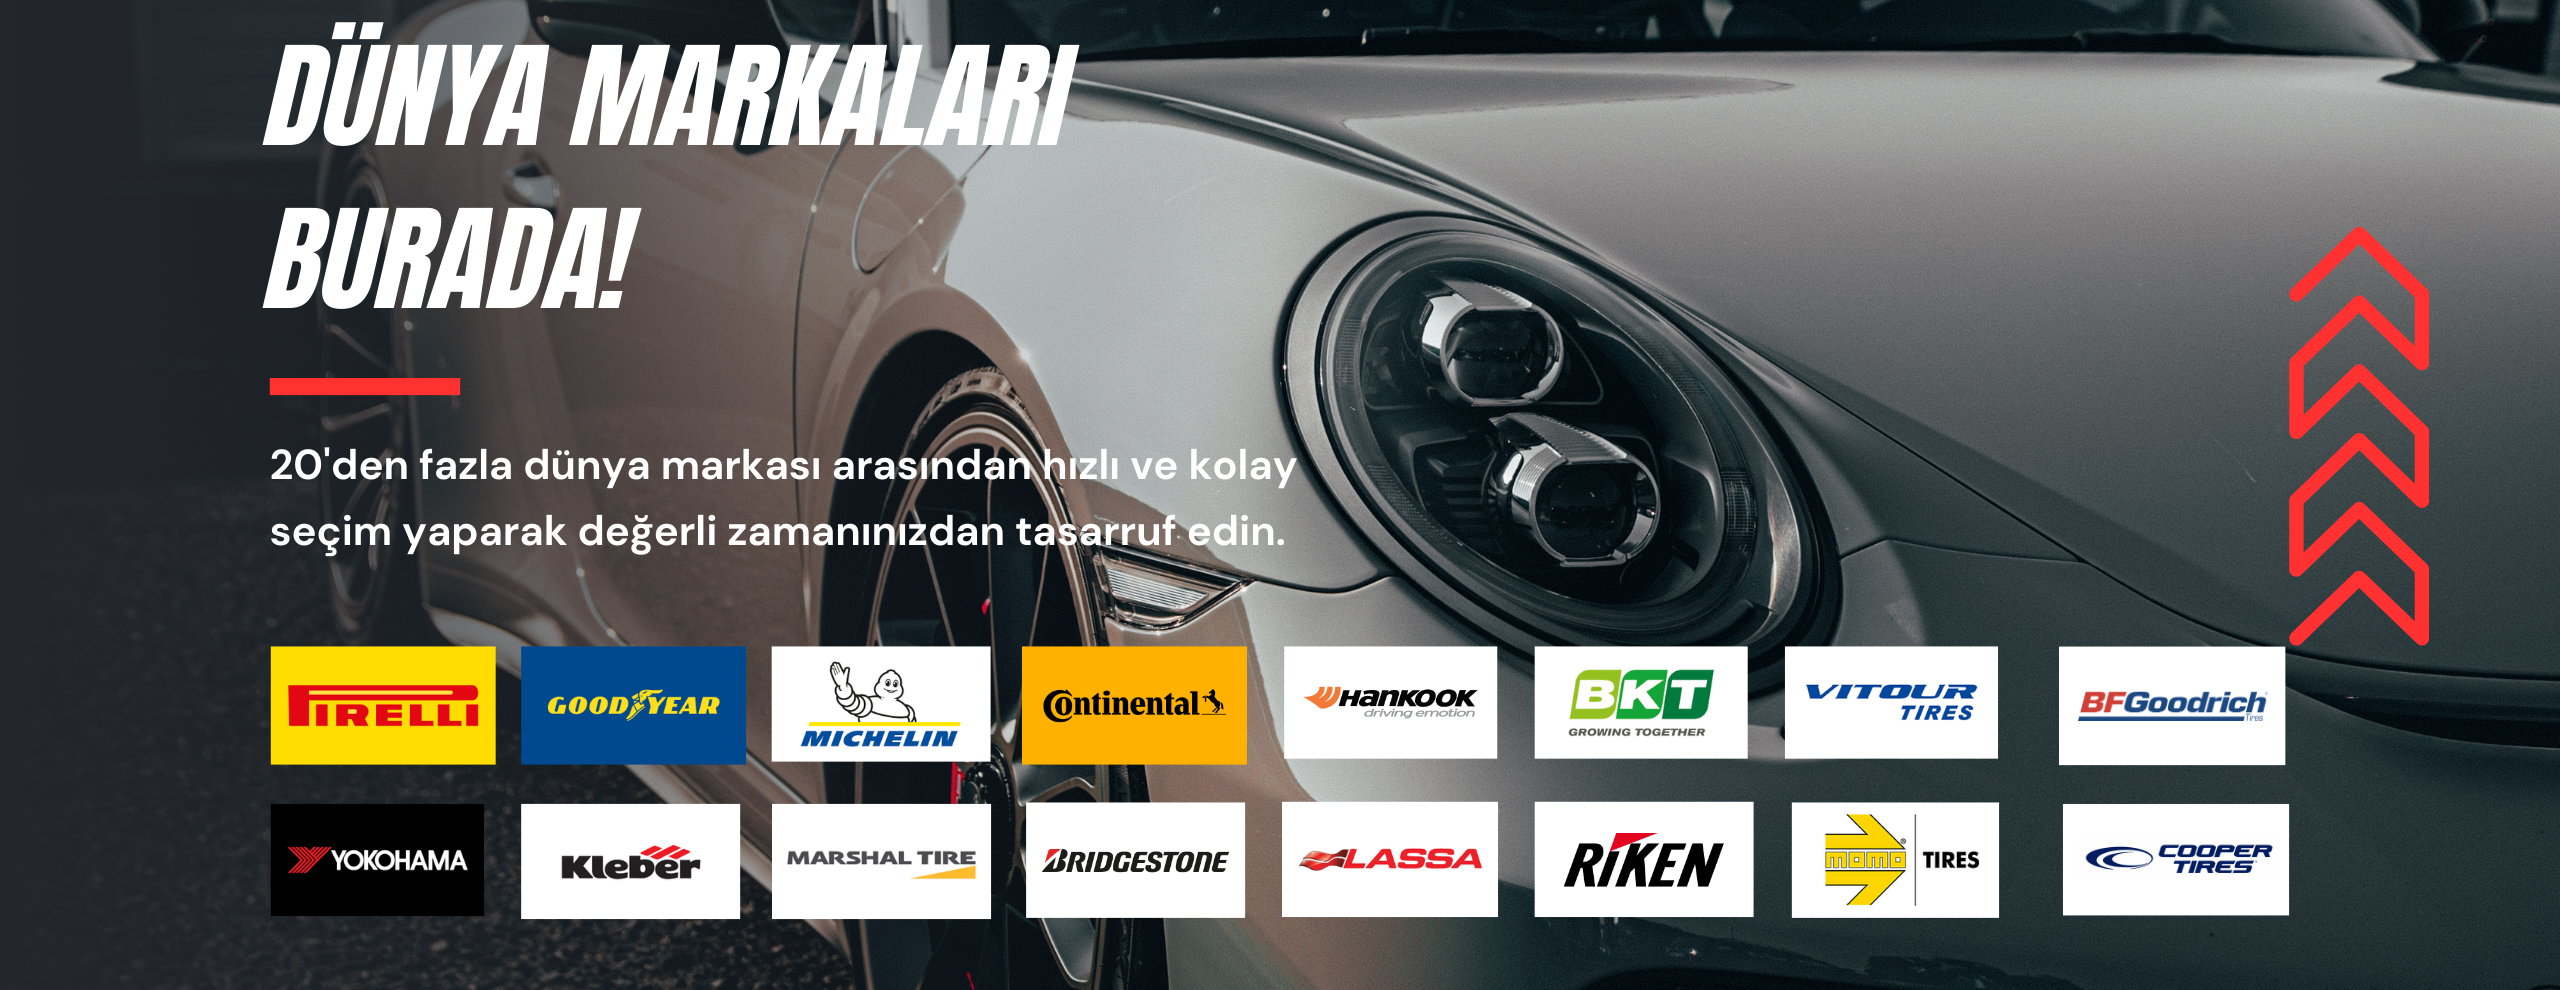 DÜNYA MARKALARI
BURADA!
20'den fazla dünya markası arasından hızlı ve kolay
seçim yaparak değerli zamanınızdan tasarruf edin.
PIRELLI
GOODYEAR
MICHELIN
Continental
HANKOOK
driving emotion
BKT
GROWING TOGETHER
VITOUR
TIRES
BFGoodrich
Tires
YOKOHAMA
Kleber
MARSHAL TIRE
BRIDGESTONE
LASSA
RIKEN
momo
TIRES
COOPER
TIRES